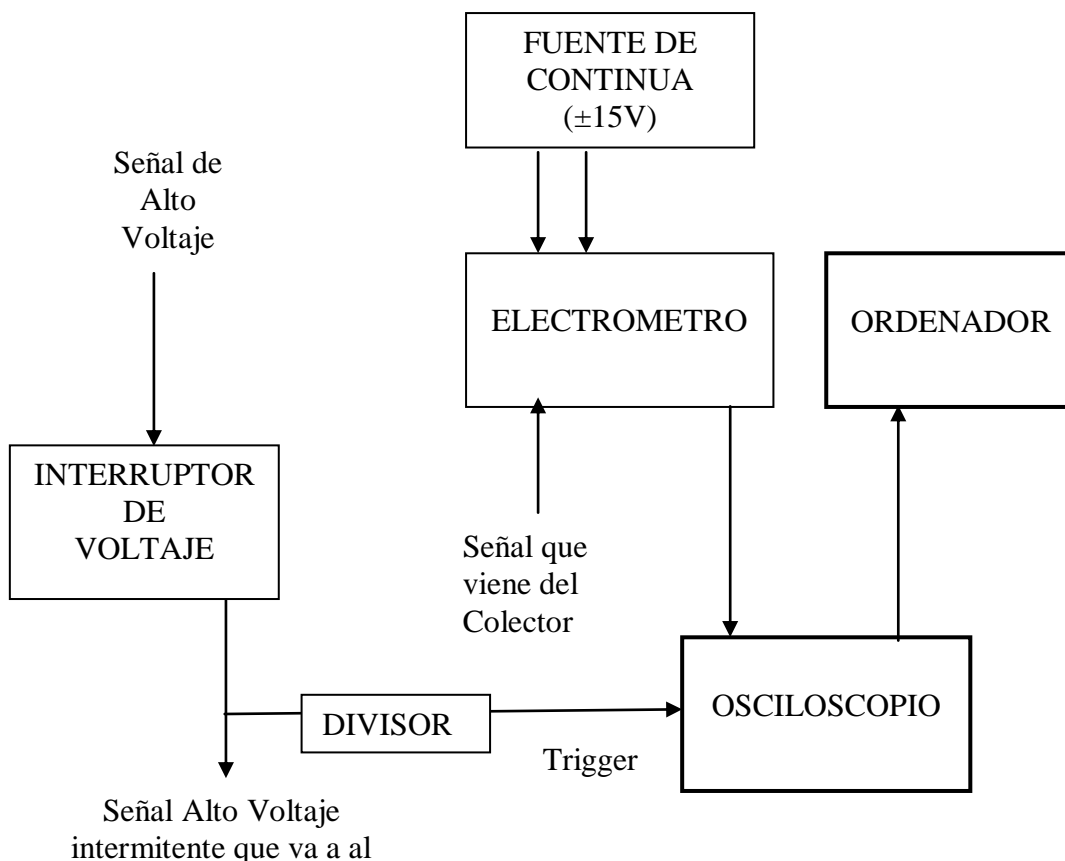 FUENTE DE
CONTINUA
(±15V)
Señal de
Alto
Voltaje
ELECTROMETRO
ORDENADOR
INTERRUPTOR
DE
VOLTAJE
Señal que
viene del
Colector
DIVISOR
OSCILOSCOPIO
Trigger
Señal Alto Voltaje
intermitente que va a al